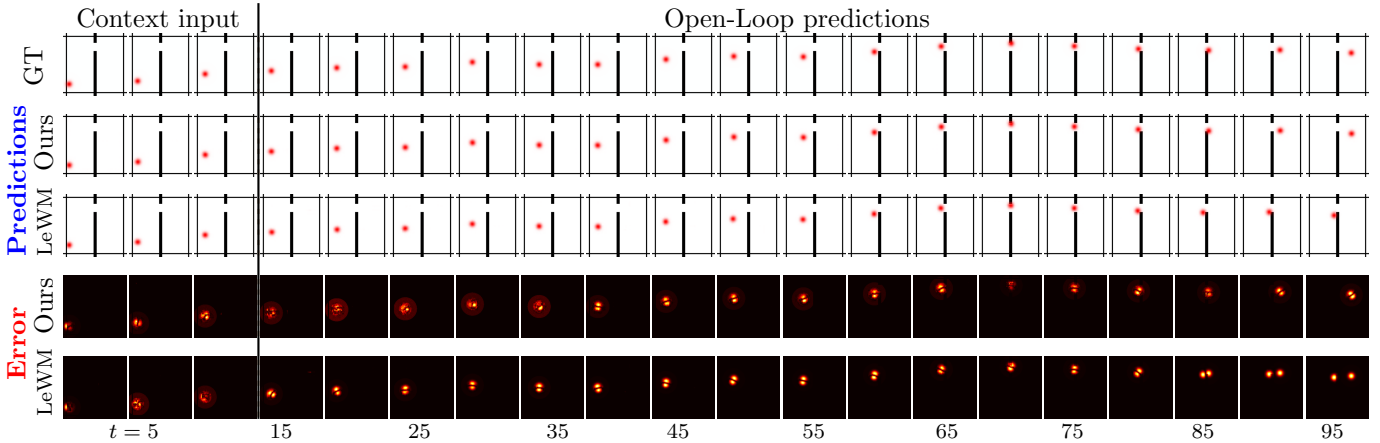 Context input
Open-Loop predictions
GT
Predictions
Ours
LeWM
Error
Ours
LeWM
t = 5 15 25 35 45 55 65 75 85 95